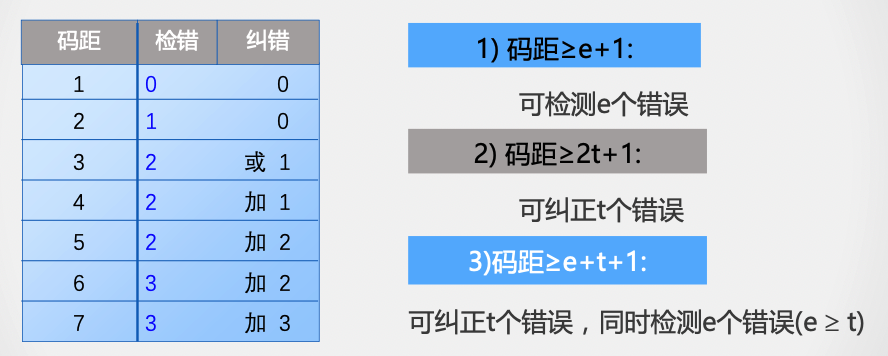 码距 检错 纠错
1 0 0
2 1 0
3 2 或 1
4 2 加 1
5 2 加 2
6 3 加 2
7 3 加 3
1) 码距≥e+1:
可检测e个错误
2) 码距≥2t+1:
可纠正t个错误
3)码距≥e+t+1:
可纠正t个错误，同时检测e个错误(e ≥ t)